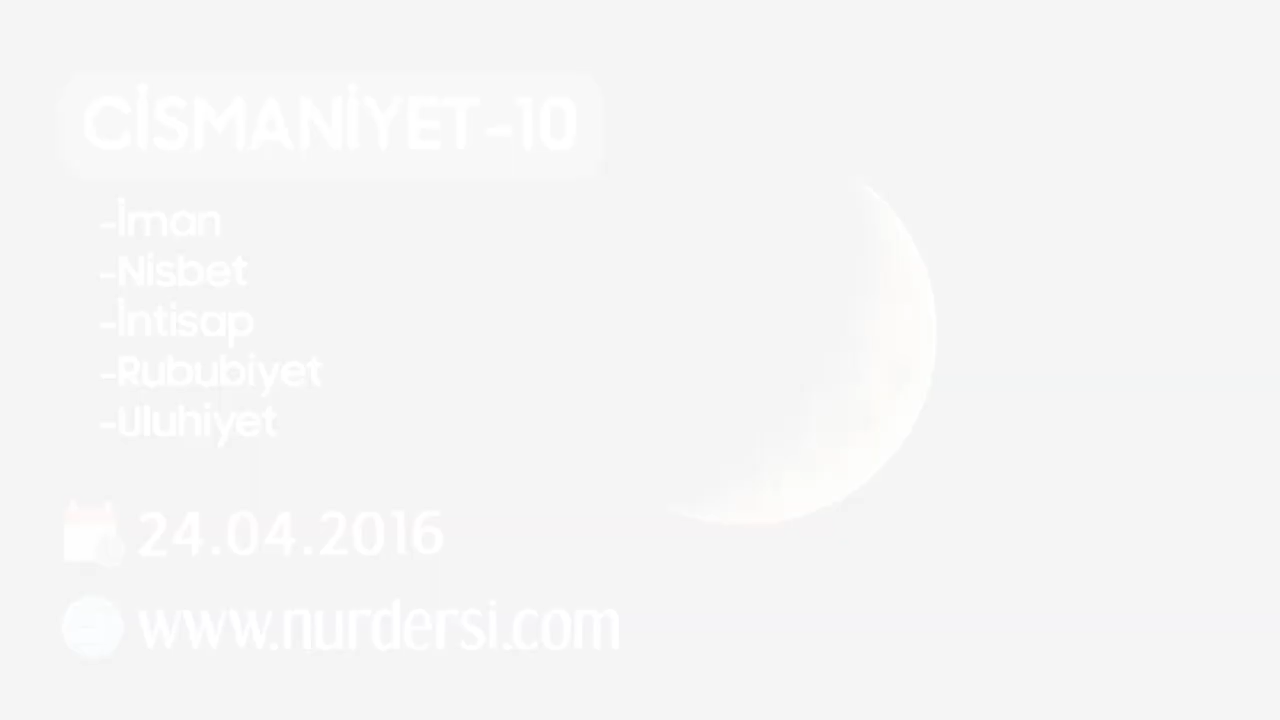 CİSMANİYET-10
-İman
-Nisbet
-İntisap
-Rububiyet
-Uluhiyet
24.04.2016
www.nurdersi.com